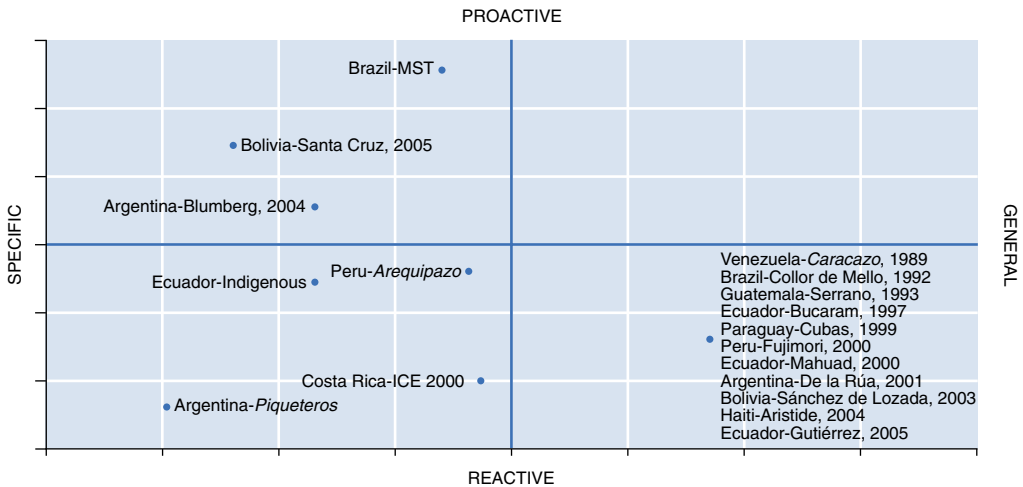 PROACTIVE
Brazil-MST
Bolivia-Santa Cruz, 2005
Argentina-Blumberg, 2004
SPECIFIC
GENERAL
Peru-Arequipazo
Ecuador-Indigenous
Costa Rica-ICE 2000
Argentina-Piqueteros
Venezuela-Caracazo, 1989
Brazil-Collor de Mello, 1992
Guatemala-Serrano, 1993
Ecuador-Bucaram, 1997
Paraguay-Cubas, 1999
Peru-Fujimori, 2000
Ecuador-Mahuad, 2000
Argentina-De la Rúa, 2001
Bolivia-Sánchez de Lozada, 2003
Haiti-Aristide, 2004
Ecuador-Gutiérrez, 2005
REACTIVE